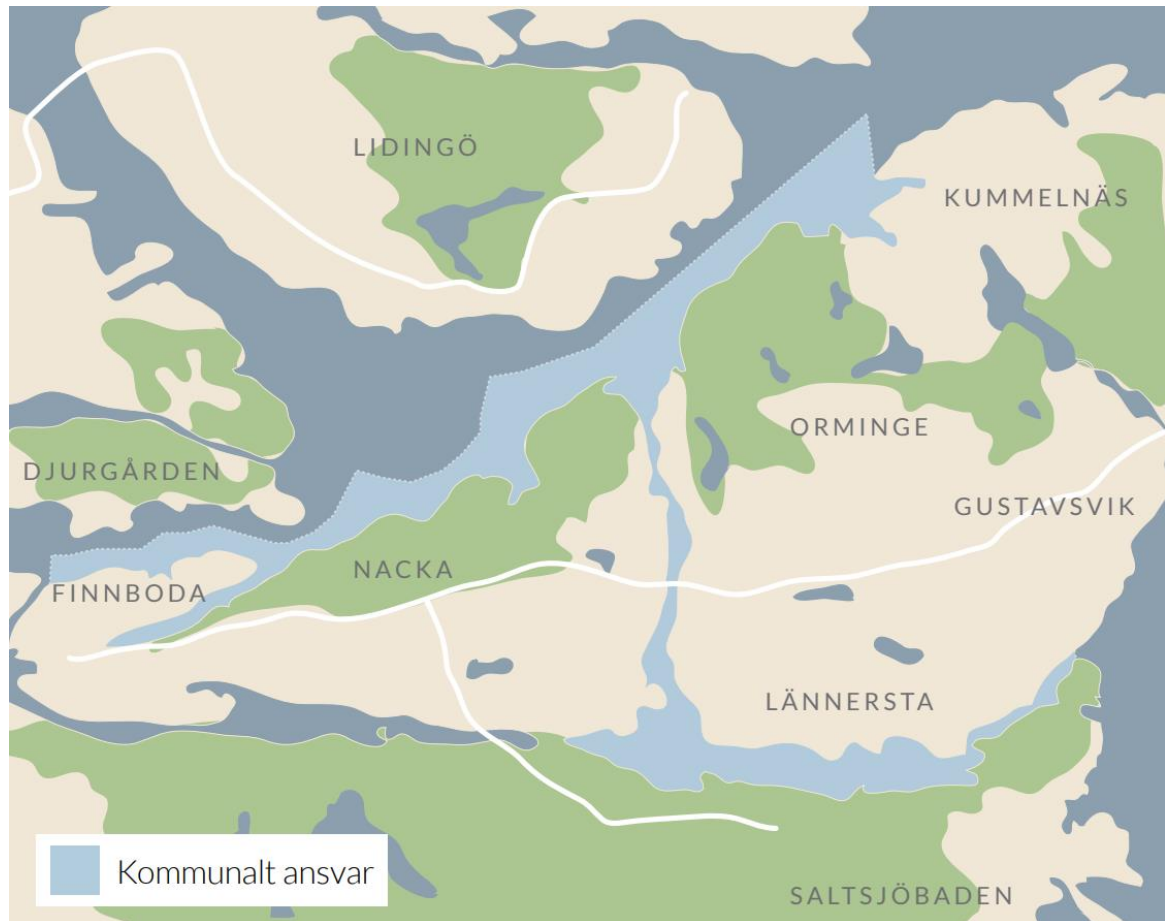 LIDINGÖ
KUMMELNÄS
ORMINGE
DJURGÅRDEN
GUSTAVSVIK
NACKA
FINNBODA
LÄNNERSTA
Kommunalt ansvar
SALTSJÖBADEN